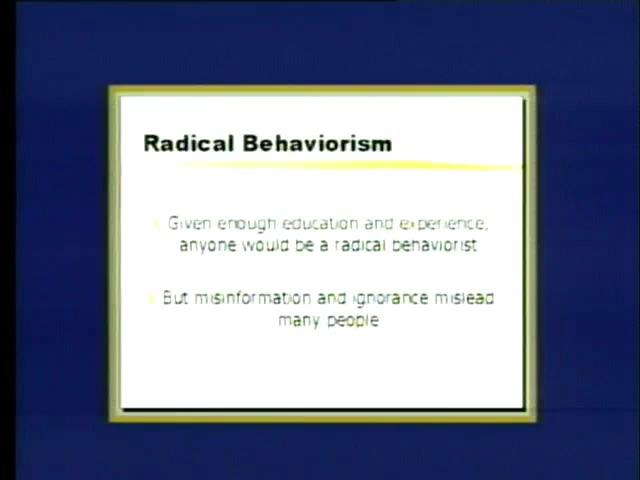 Radical Behaviorism
Given enough education and experience,
anyone would be a radical behaviorist
But misinformation and ignorance mislead
many people